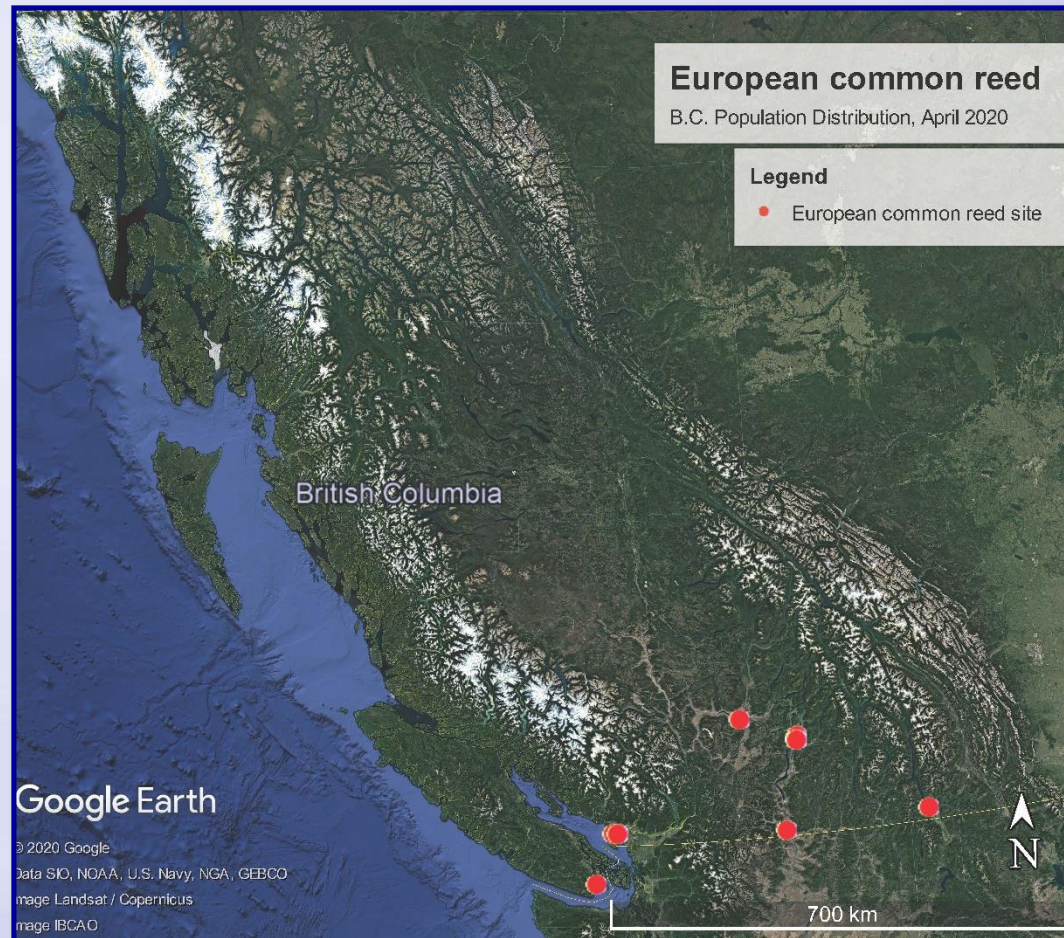 European common reed
B.C. Population Distribution, April 2020
Legend
European common reed site
British Columbia
Google Earth
© 2020 Google
Data SIO, NOAA, U.S. Navy, NGA, GEBCO
Image Landsat / Copernicus
Image IBCAO
N
700 km